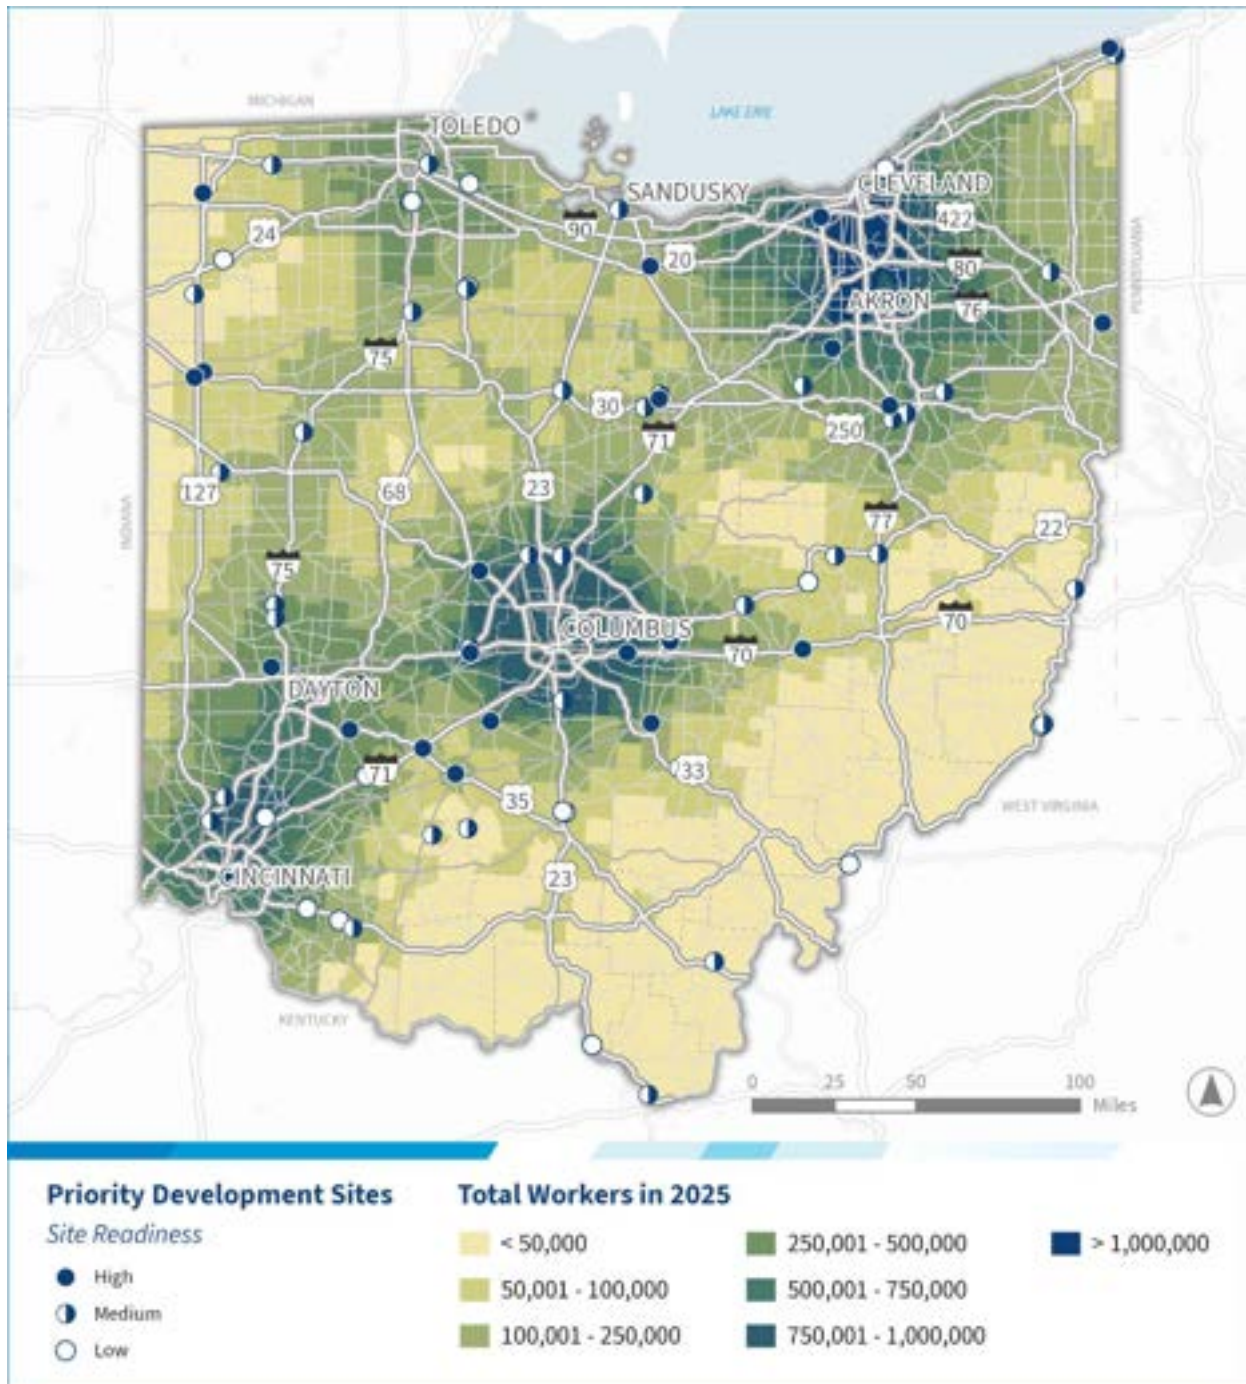 MICHIGAN
LAKE ERIE
TOLEDO
SANDUSKY
CLEVELAND
422
24
90
20
80
PENNSYLVANIA
AKRON
76
75
30
71
250
127
68
23
77
22
INDIANA
75
COLUMBUS
70
70
DAYTON
71
33
35
WEST VIRGINIA
CINCINNATI
23
KENTUCKY
0 25 50 100
Miles
Priority Development Sites
Site Readiness
High
Medium
Low
Total Workers in 2025
< 50,000
50,001 - 100,000
100,001 - 250,000
250,001 - 500,000
500,001 - 750,000
750,001 - 1,000,000
> 1,000,000